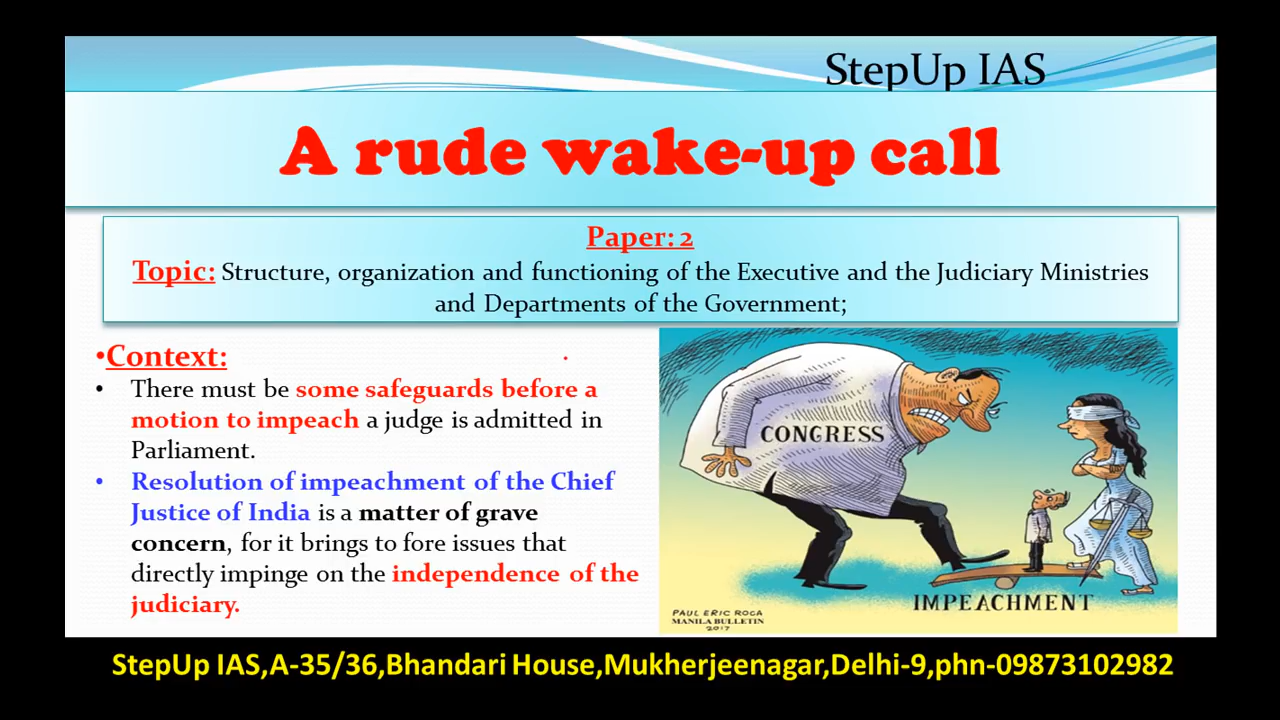 StepUp IAS
A rude wake-up call
Paper: 2
Topic: Structure, organization and functioning of the Executive and the Judiciary Ministries
and Departments of the Government;
•Context:
• There must be some safeguards before a
motion to impeach a judge is admitted in
Parliament.
• Resolution of impeachment of the Chief
Justice of India is a matter of grave
concern, for it brings to fore issues that
directly impinge on the independence of the
judiciary.
CONGRESS
IMPEACHMENT
PAUL ERIC ROCA
MANILA BULLETIN
2017
StepUp IAS,A-35/36,Bhandari House,Mukherjeenagar,Delhi-9,phn-09873102982